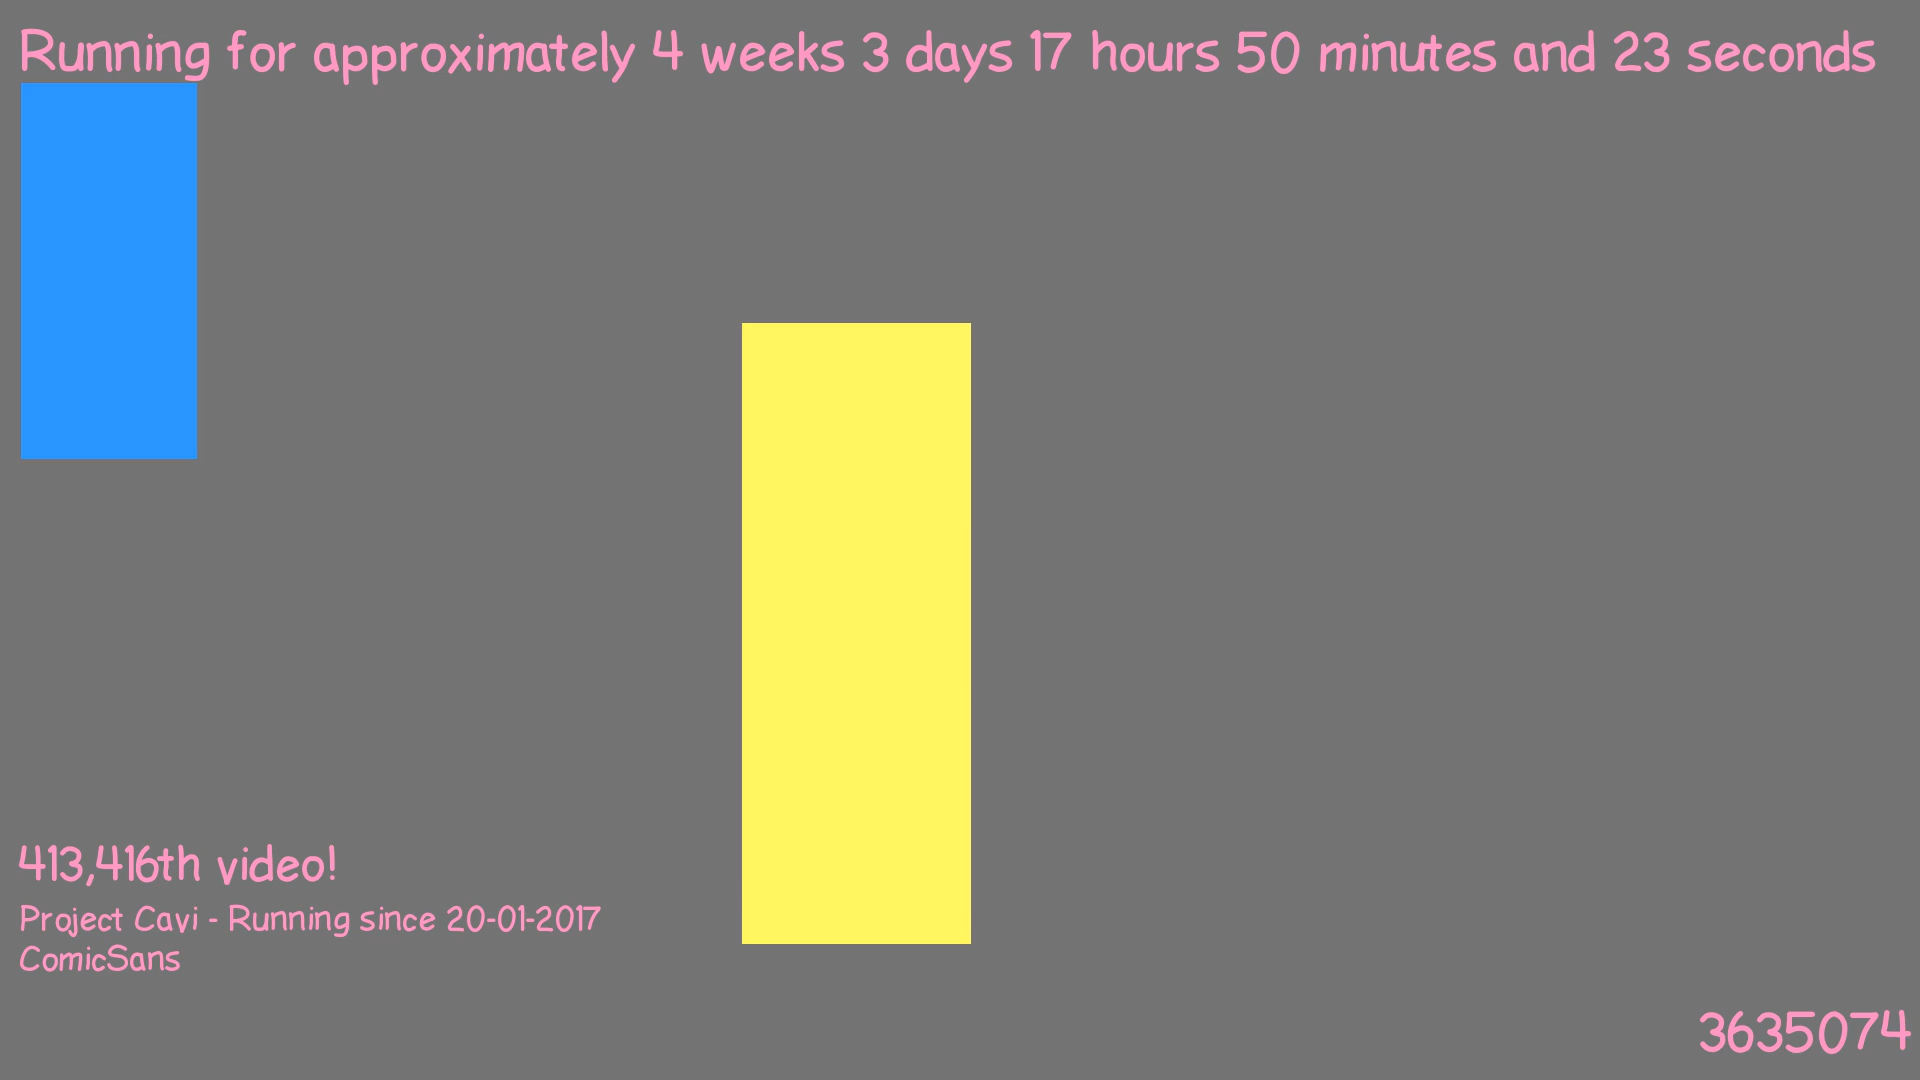 Running for approximately 4 weeks 3 days 17 hours 50 minutes and 23 seconds
413,416th video!
Project Cavi - Running since 20-01-2017
ComicSans
3635074